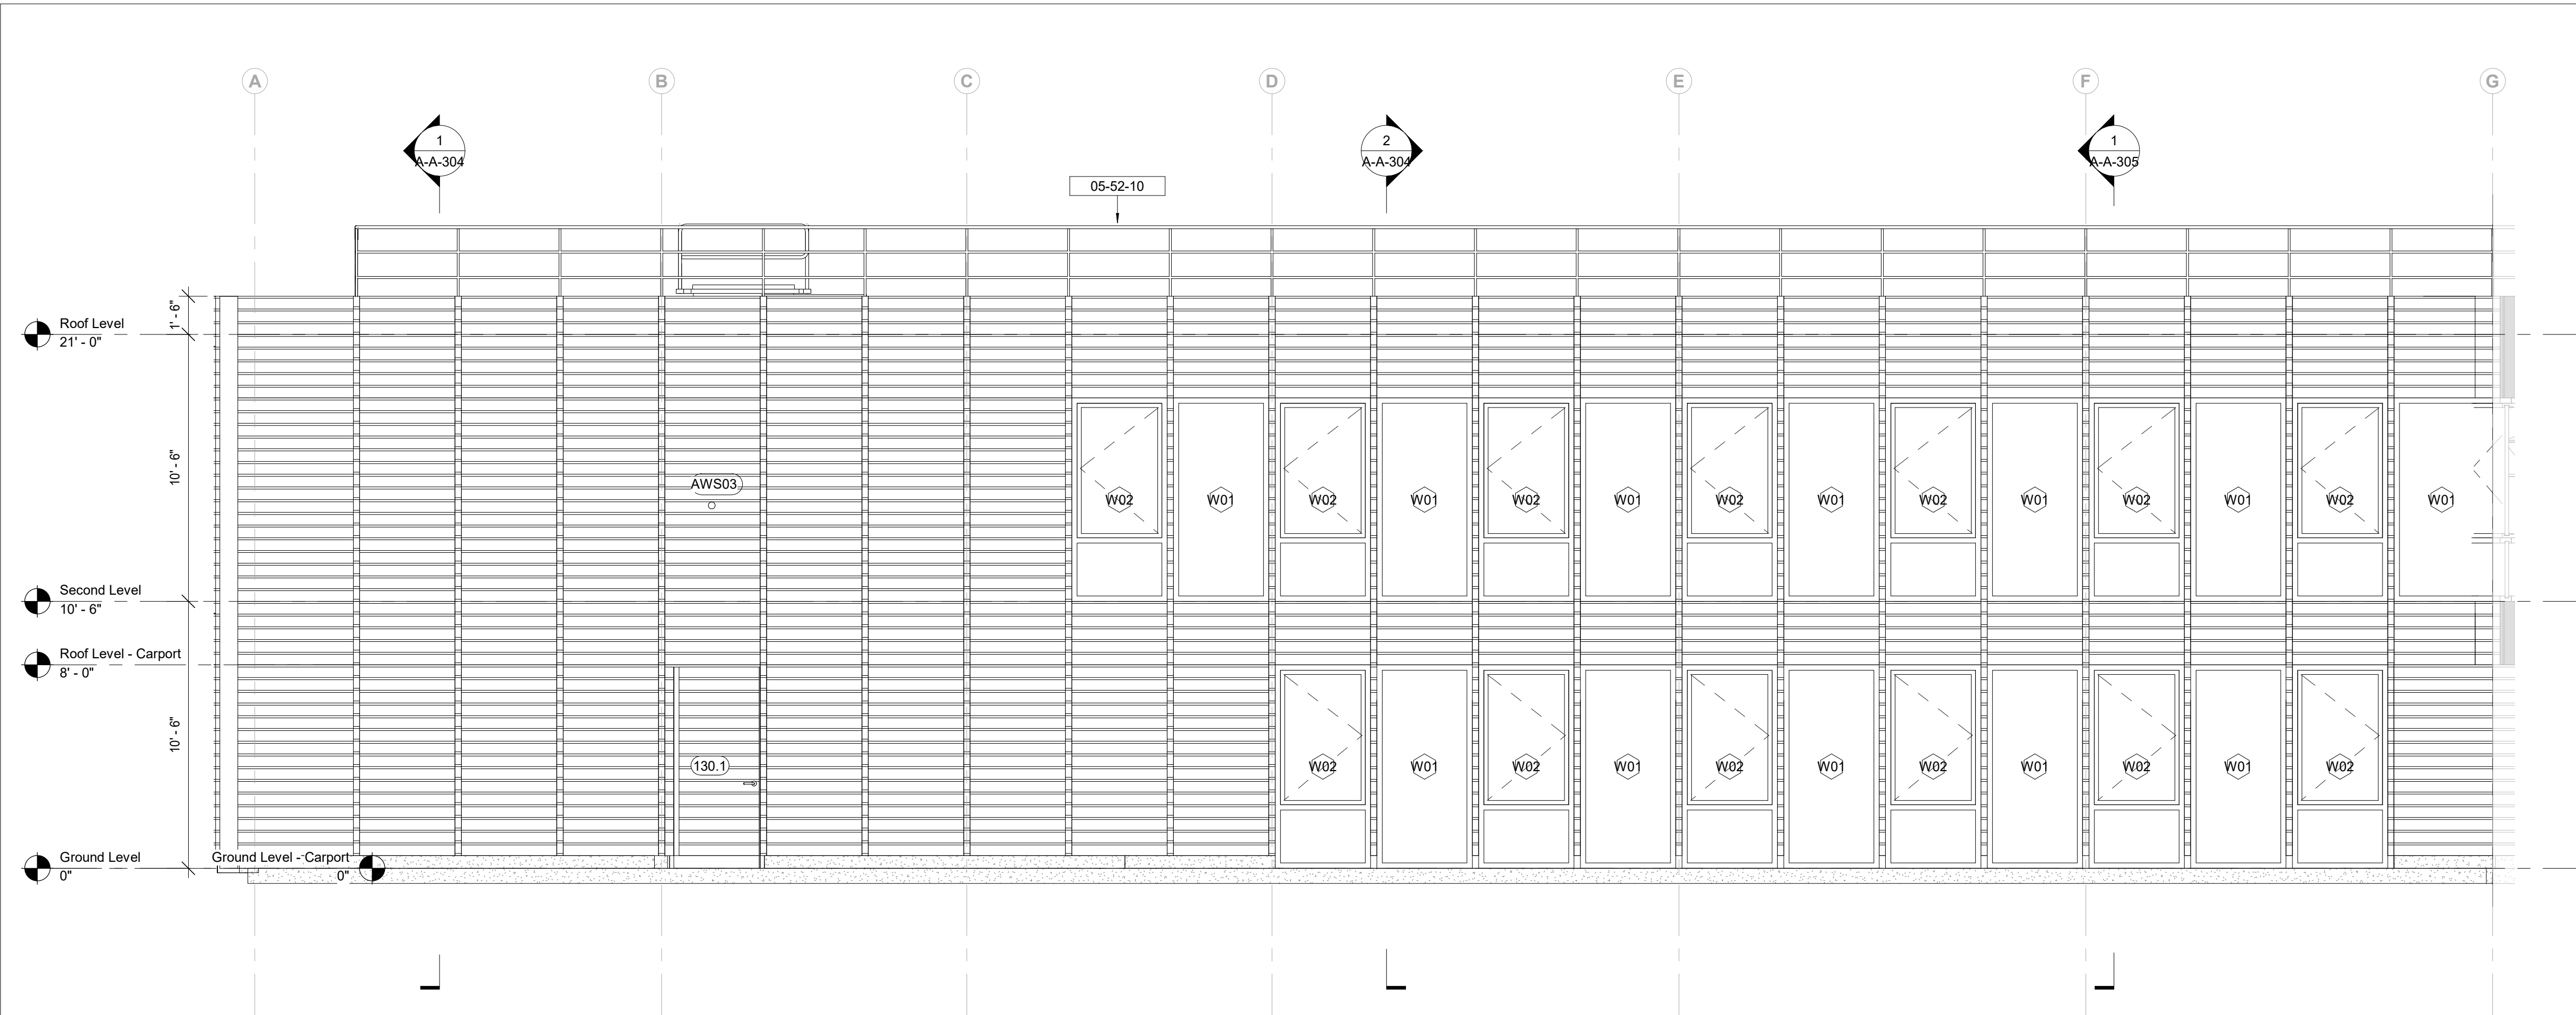 A
B
C
D
E
F
G
1
A-A-304
2
A-A-304
1
A-A-305
05-52-10
1' - 6"
Roof Level
21' - 0"
10' - 6"
AWS03
W02
W01
W02
W01
W02
W01
W02
W01
W02
W01
W02
W01
W02
W01
Second Level
10' - 6"
Roof Level - Carport
8' - 0"
10' - 6"
130.1
W02
W01
W02
W01
W02
W01
W02
W01
W02
W01
W02
Ground Level
0"
Ground Level - Carport
0"